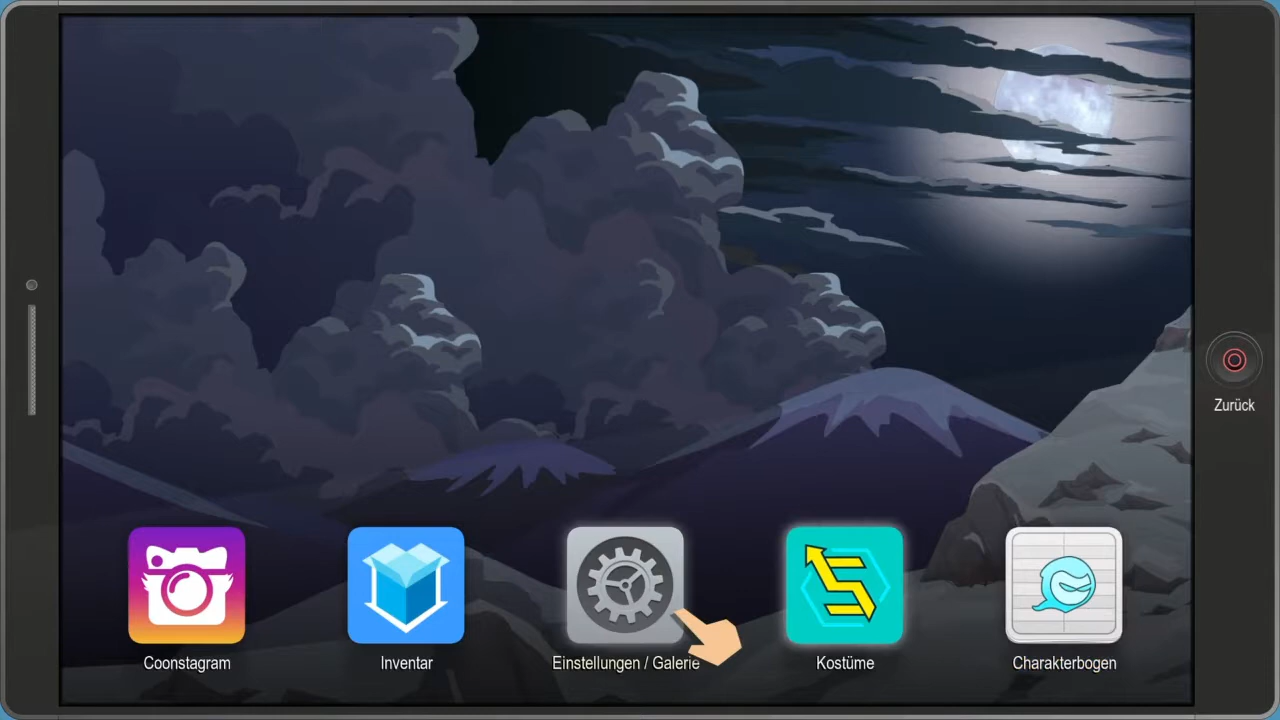 Zurück
Coonstagram
Inventar
Einstellungen / Galerie
Kostüme
Charakterbogen